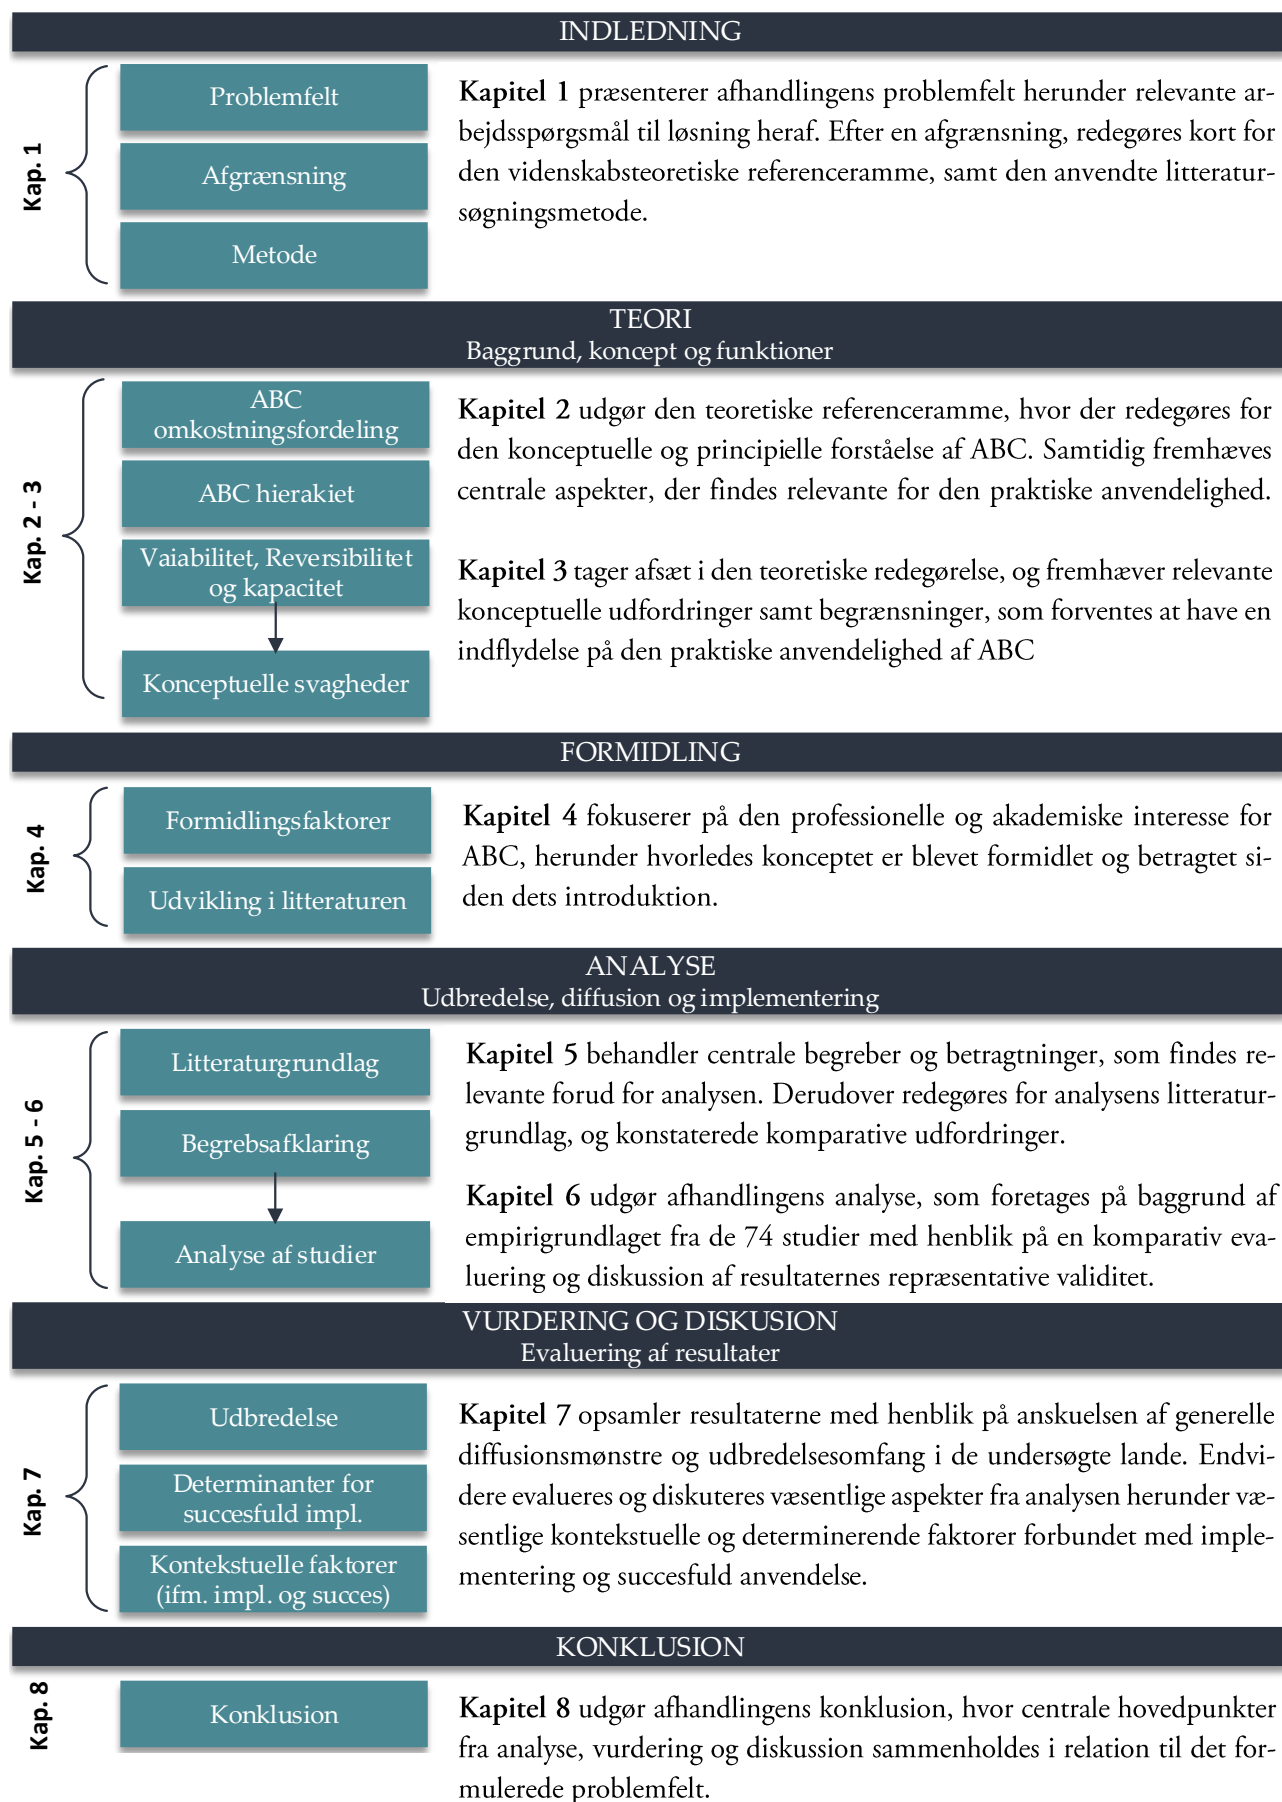 INDLEDNING
Kap. 1
Problemfelt
Afgrænsning
Metode
Kapitel 1 præsenterer afhandlingens problemfelt herunder relevante ar-
bejdsspørgsmål til løsning heraf. Efter en afgrænsning, redegøres kort for
den videnskabsteoretiske referenceramme, samt den anvendte litteratur-
søgningsmetode.
TEORI
Baggrund, koncept og funktioner
Kap. 2 - 3
ABC
omkostningsfordeling
ABC hierakiet
Vaiabilitet, Reversibilitet
og kapacitet
Konceptuelle svagheder
Kapitel 2 udgør den teoretiske referenceramme, hvor der redegøres for
den konceptuelle og principielle forståelse af ABC. Samtidig fremhæves
centrale aspekter, der findes relevante for den praktiske anvendelighed.
Kapitel 3 tager afsæt i den teoretiske redegørelse, og fremhæver relevante
konceptuelle udfordringer samt begrænsninger, som forventes at have en
indflydelse på den praktiske anvendelighed af ABC
FORMIDLING
Kap. 4
Formidlingsfaktorer
Udvikling i litteraturen
Kapitel 4 fokuserer på den professionelle og akademiske interesse for
ABC, herunder hvorledes konceptet er blevet formidlet og betragtet si-
den dets introduktion.
ANALYSE
Udbredelse, diffusion og implementering
Kap. 5 - 6
Litteraturgrundlag
Begrebsafklaring
Analyse af studier
Kapitel 5 behandler centrale begreber og betragtninger, som findes re-
levante forud for analysen. Derudover redegøres for analysens litteratur-
grundlag, og konstaterede komparative udfordringer.
Kapitel 6 udgør afhandlingens analyse, som foretages på baggrund af
empirigrundlaget fra de 74 studier med henblik på en komparativ eva-
luering og diskussion af resultaternes repræsentative validitet.
VURDERING OG DISKUSION
Evaluering af resultater
Kap. 7
Udbredelse
Determinanter for
succesfuld impl.
Kontekstuelle faktorer
(ifm. impl. og succes)
Kapitel 7 opsamler resultaterne med henblik på anskuelsen af generelle
diffusionsmønstre og udbredelsesomfang i de undersøgte lande. Endvi-
dere evalueres og diskuteres væsentlige aspekter fra analysen herunder væ-
sentlige kontekstuelle og determinerende faktorer forbundet med imple-
mentering og succesfuld anvendelse.
KONKLUSION
Kap. 8
Konklusion
Kapitel 8 udgør afhandlingens konklusion, hvor centrale hovedpunkter
fra analyse, vurdering og diskussion sammenholdes i relation til det for-
mulerede problemfelt.